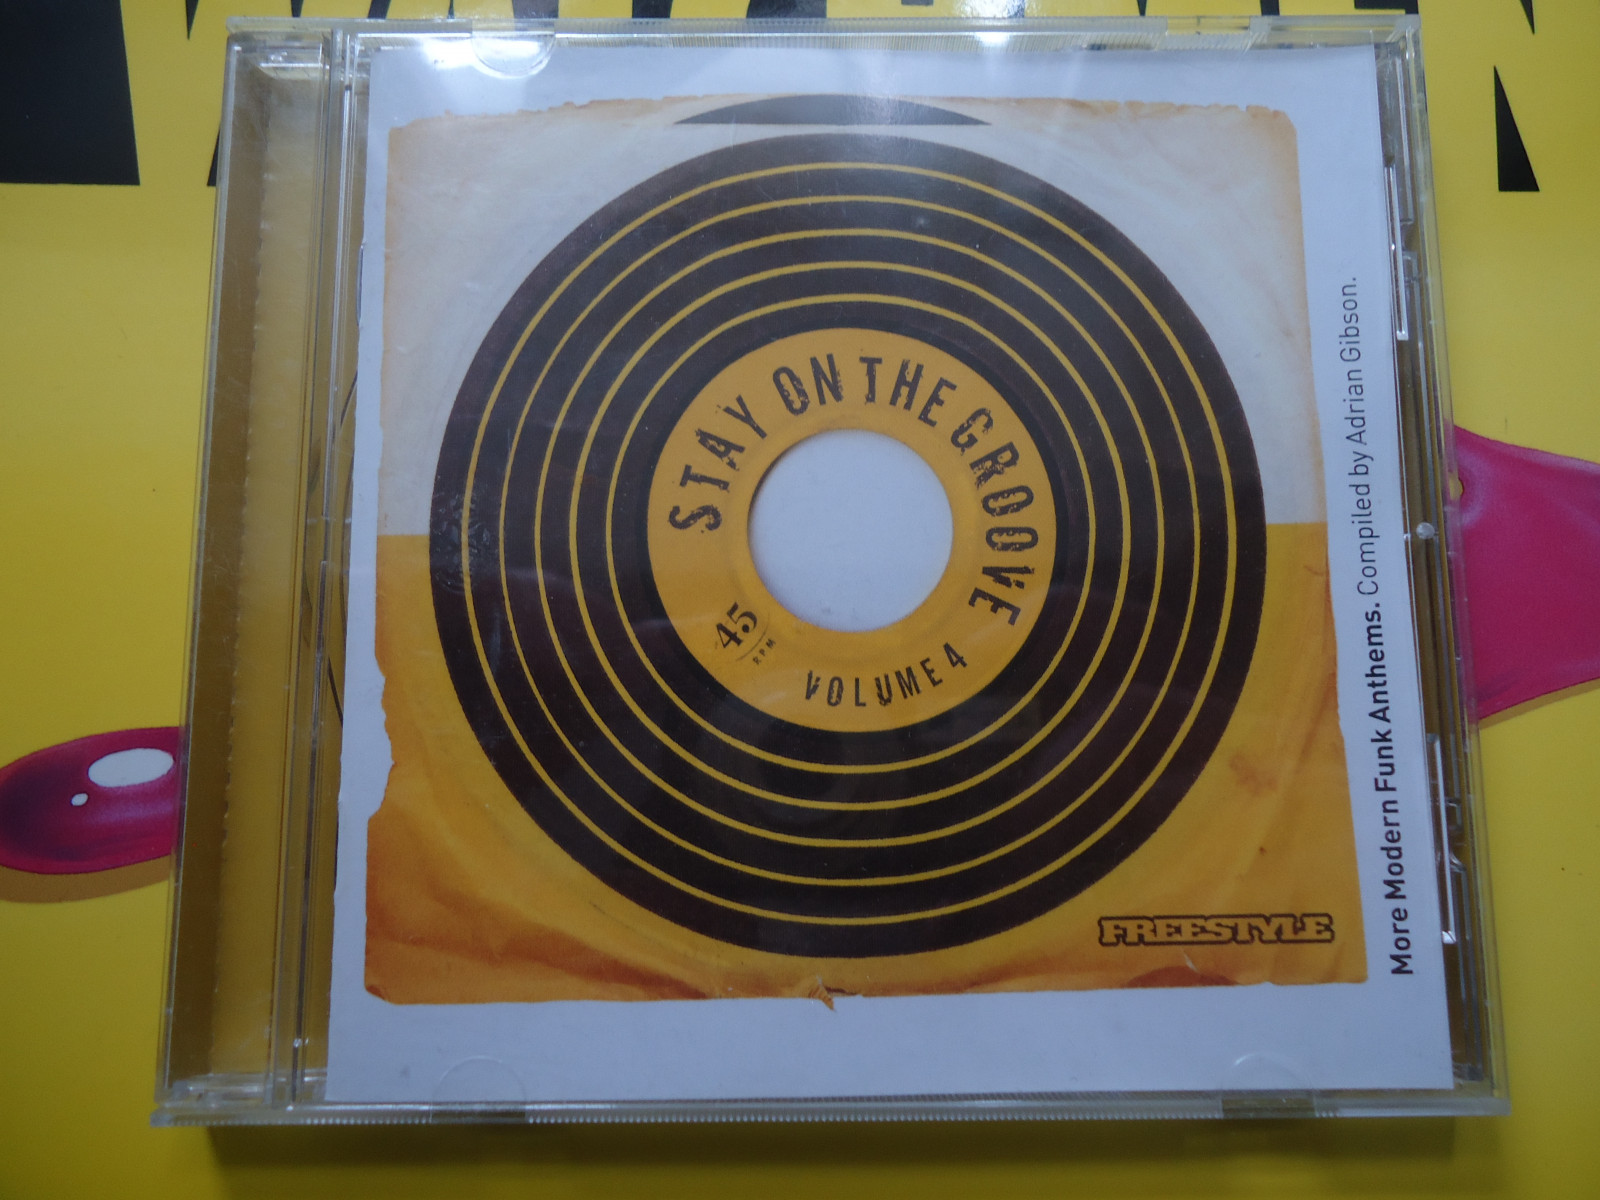 STAY ON THE GROOVE
45
RPM
VOLUME 4
FREESTYLE
More Modern Funk Anthems. Compiled by Adrian Gibson.